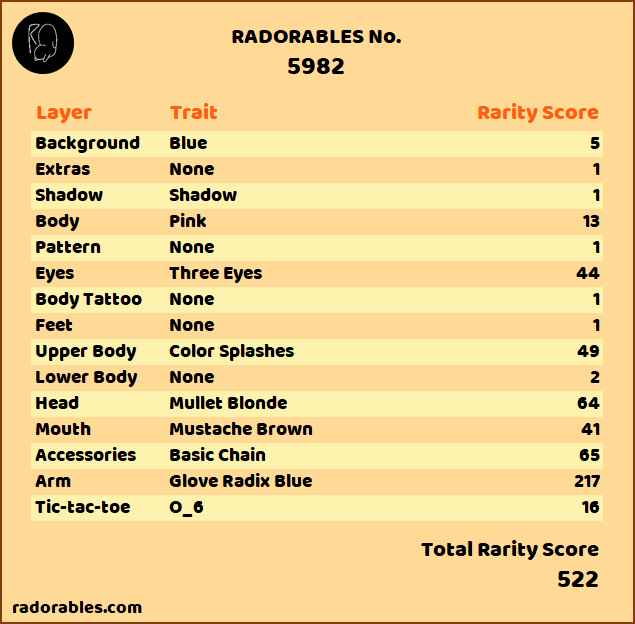 RADORABLES No.
5982
Layer Trait Rarity Score
Background Blue 5
Extras None 1
Shadow Shadow 1
Body Pink 13
Pattern None 1
Eyes Three Eyes 44
Body Tattoo None 1
Feet None 1
Upper Body Color Splashes 49
Lower Body None 2
Head Mullet Blonde 64
Mouth Mustache Brown 41
Accessories Basic Chain 65
Arm Glove Radix Blue 217
Tic-tac-toe O_6 16
Total Rarity Score
522
radorables.com